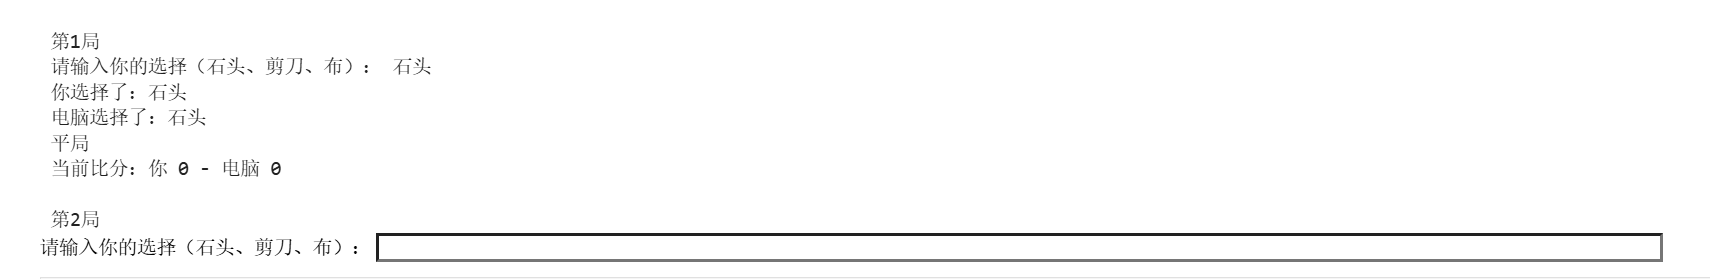 第1局
请输入你的选择（石头、剪刀、布）： 石头
你选择了：石头
电脑选择了：石头
平局
当前比分：你 0 - 电脑 0
第2局
请输入你的选择（石头、剪刀、布）：